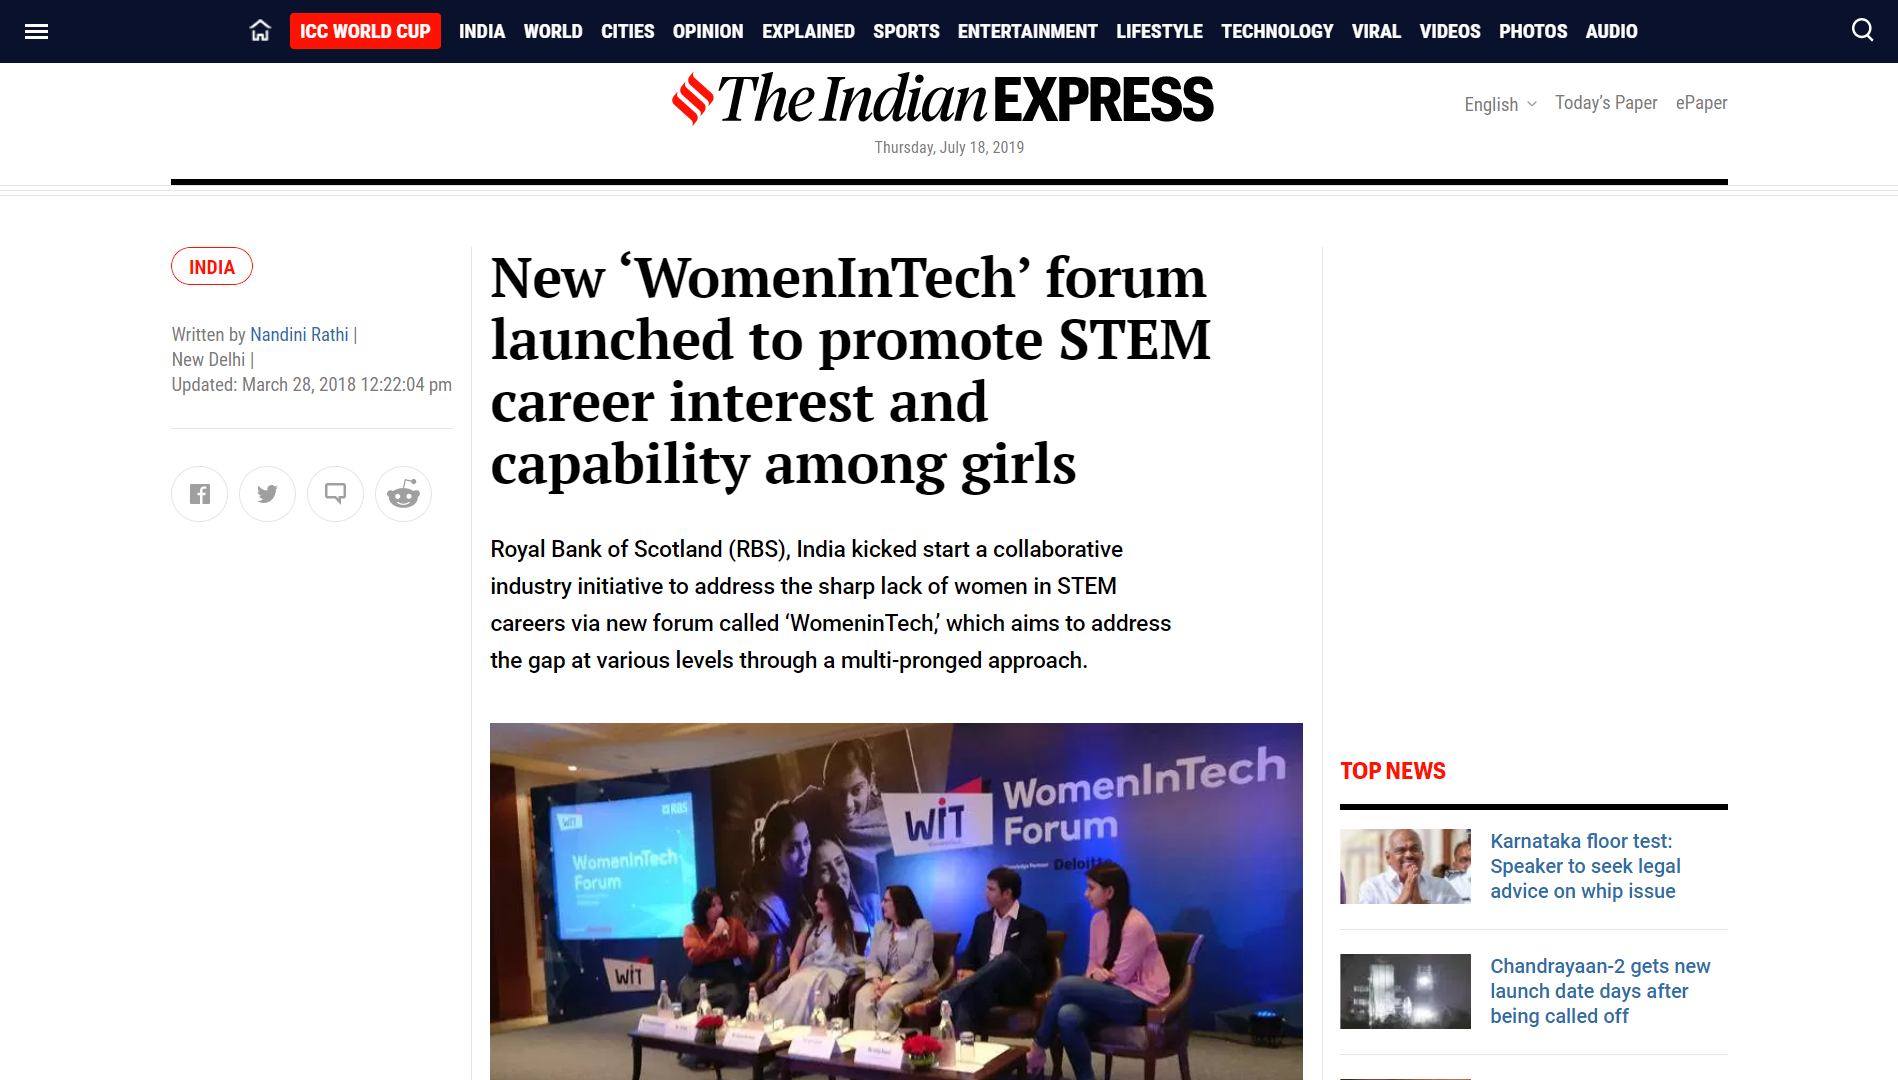 ICC WORLD CUP INDIA WORLD CITIES OPINION EXPLAINED SPORTS ENTERTAINMENT LIFESTYLE TECHNOLOGY VIRAL VIDEOS PHOTOS AUDIO
The Indian EXPRESS
English Today's Paper ePaper
Thursday, July 18, 2019
INDIA
Written by Nandini Rathi |
New Delhi |
Updated: March 28, 2018 12:22:04 pm
New ‘WomenInTech’ forum
launched to promote STEM
career interest and
capability among girls
Royal Bank of Scotland (RBS), India kicked start a collaborative
industry initiative to address the sharp lack of women in STEM
careers via new forum called ‘WomeninTech,’ which aims to address
the gap at various levels through a multi-pronged approach.
RBS
WiT
WomenInTech
Forum
WiT
WomenInTech
Forum
Deloitte
WiT
TOP NEWS
Karnataka floor test:
Speaker to seek legal
advice on whip issue
Chandrayaan-2 gets new
launch date days after
being called off